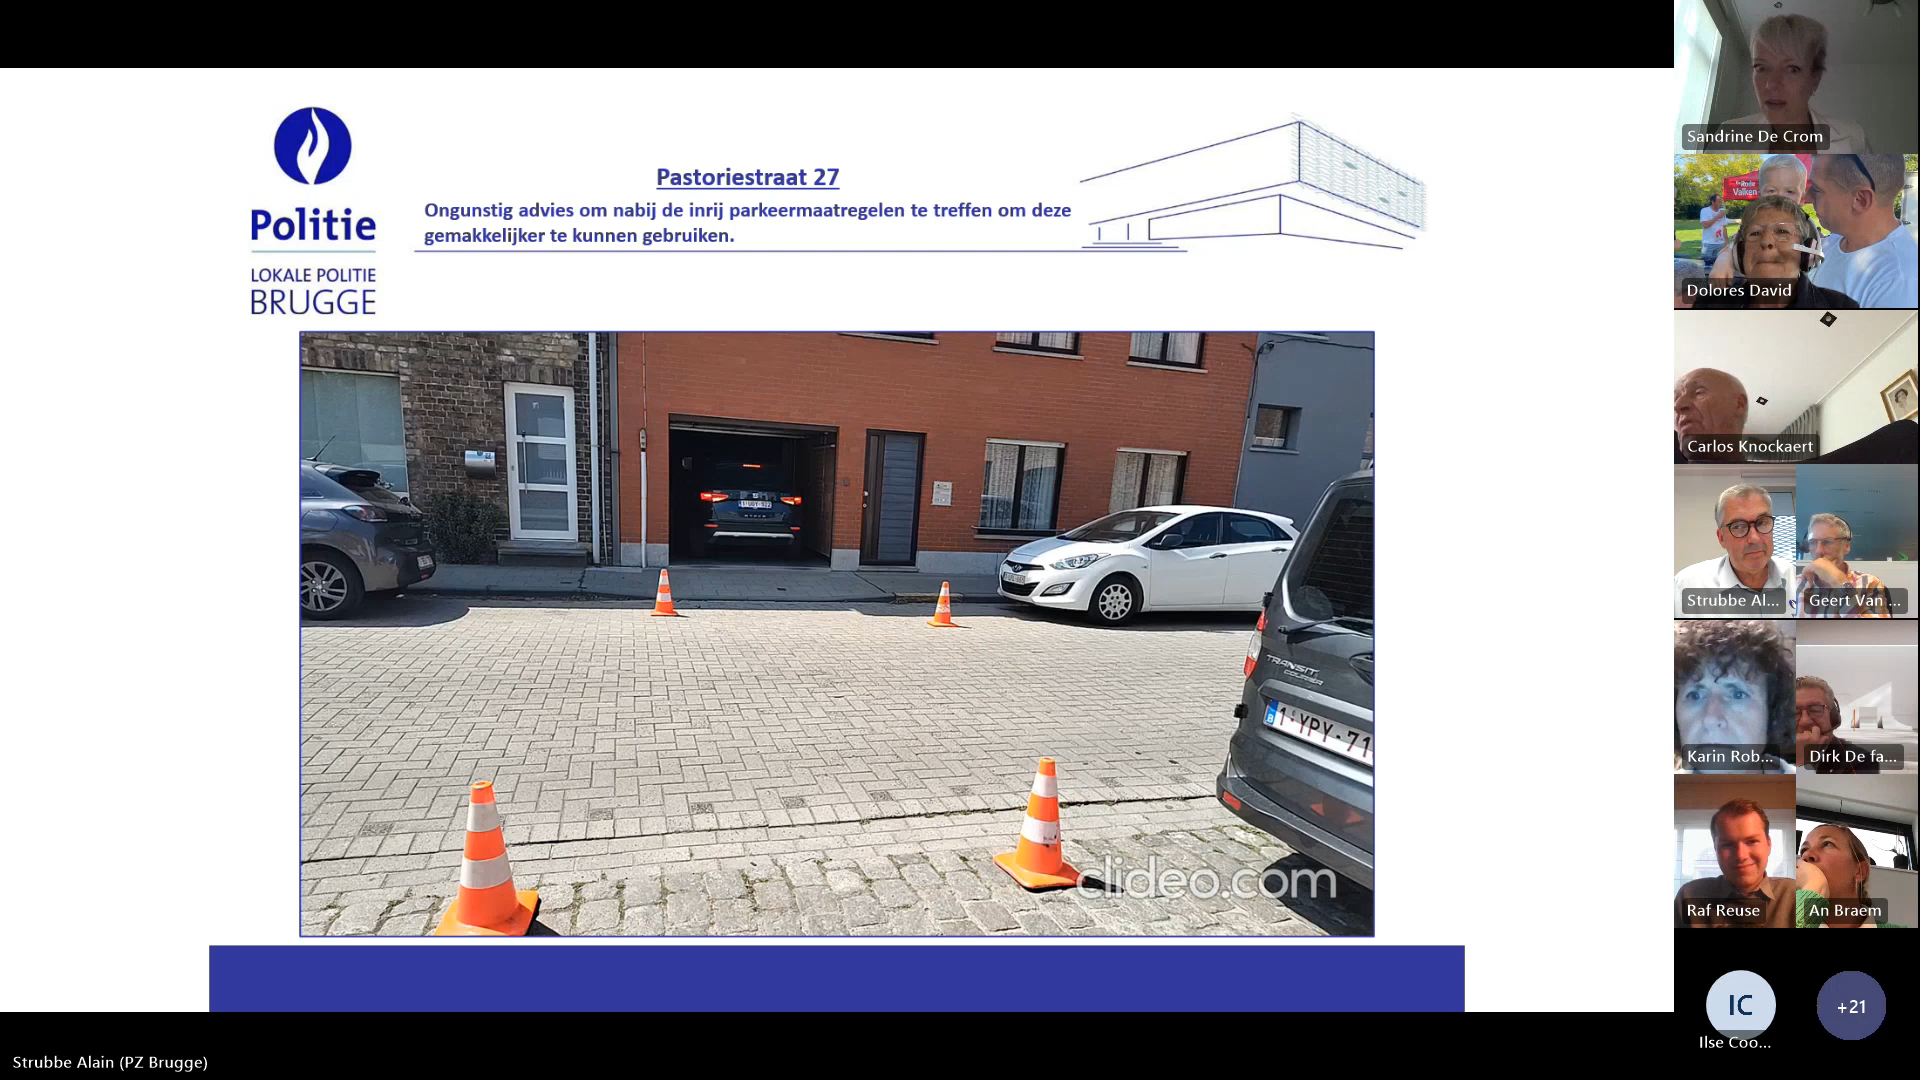 Politie
LOKALE POLITIE
BRUGGE
Pastoriestraat 27
Ongunstig advies om nabij de inrij parkeermaatregelen te treffen om deze
gemakkelijker te kunnen gebruiken.
TRANSIT
COURIER
B 1-YPY-71
clideo.com
Sandrine De Crom
Rode
Valken
Dolores David
Carlos Knockaert
Strubbe Al...
Geert Van ...
Karin Rob...
Dirk De fa...
Raf Reuse
An Braem
IC
Ilse Coo...
+21
Strubbe Alain (PZ Brugge)